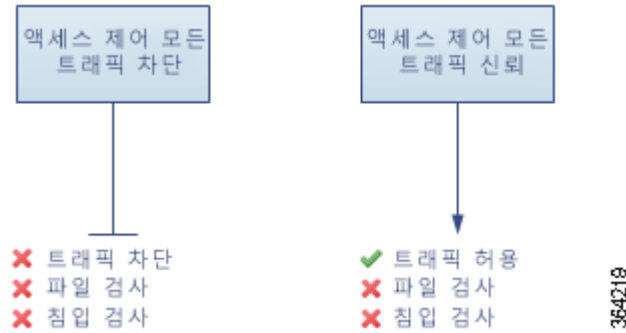 액세스 제어 모든
트래픽 차단
트래픽 차단
파일 검사
침입 검사
액세스 제어 모든
트래픽 신뢰
트래픽 허용
파일 검사
침입 검사
364219